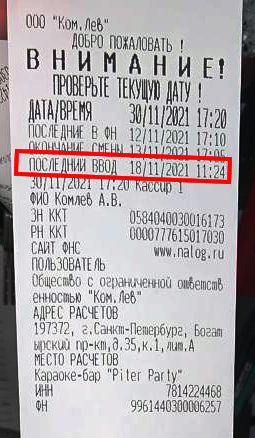 ООО "Ком.Лев"
ДОБРО ПОЖАЛОВАТЬ !
ВНИМАНИЕ!
ПРОВЕРЬТЕ ТЕКУЩУЮ ДАТУ !
ДАТА/ВРЕМЯ 30/11/2021 17:20
ПОСЛЕДНИЕ В ФН 12/11/2021 17:10
ОКОНЧАНИЕ СМЕНЫ 13/11/2021 17:05
ПОСЛЕДНИЙ ВВОД 18/11/2021 11:24
30/11/2021 17:20 Кассир 1
ФИО Комлев А.В.
ЗН ККТ 0584040030016173
РН ККТ 0000777615017030
САЙТ ФНС www.nalog.ru
ПОЛЬЗОВАТЕЛЬ
Общество с ограниченной ответств
енностью "Ком.Лев"
АДРЕС РАСЧЕТОВ
197372, г.Санкт-Петербург, Богат
ырский пр-кт,д.35,к.1,лит.А
МЕСТО РАСЧЕТОВ
Караоке-бар "Piter Party"
ИНН 7814224468
ФН 9961440300006257